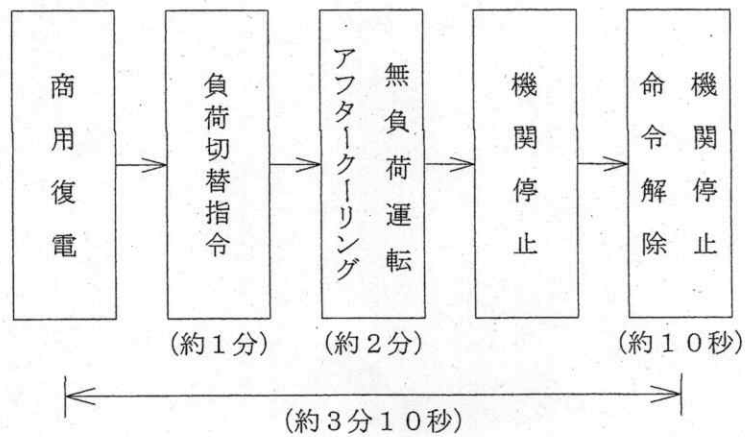 商用復電
負荷切替指令
無負荷運転
アフタークーリング
機関停止
機関停止
命令解除
(約1分)
(約2分)
(約10秒)
(約3分10秒)